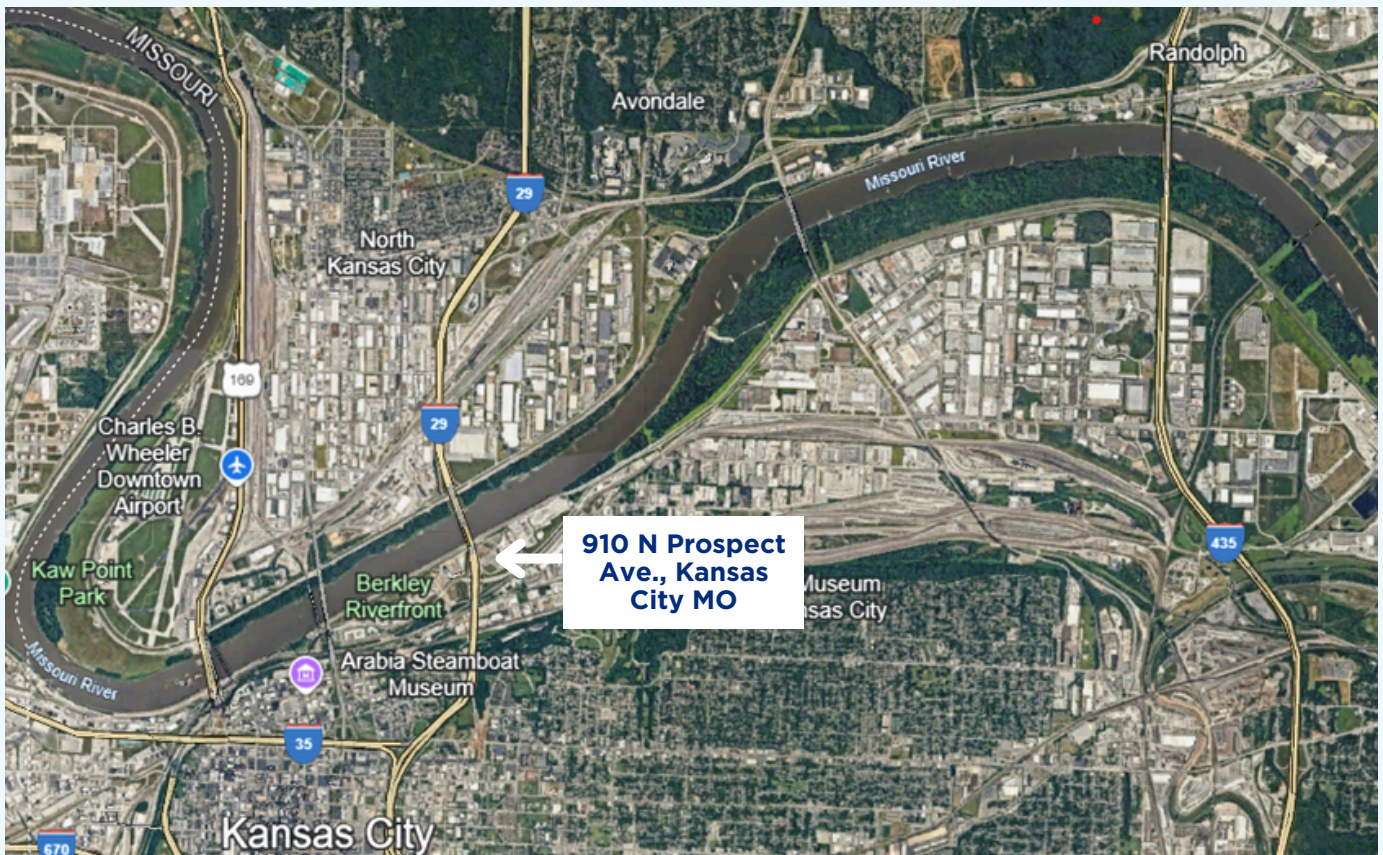 MISSOURI
Randolph
Avondale
Missouri River
29
North
Kansas City
169
29
Charles B.
Wheeler
Downtown
Airport
910 N Prospect
Ave., Kansas
City MO
435
Kaw Point
Park
Berkley
Riverfront
Museum
sas City
Missouri River
Arabia Steamboat
Museum
35
Kansas City
670